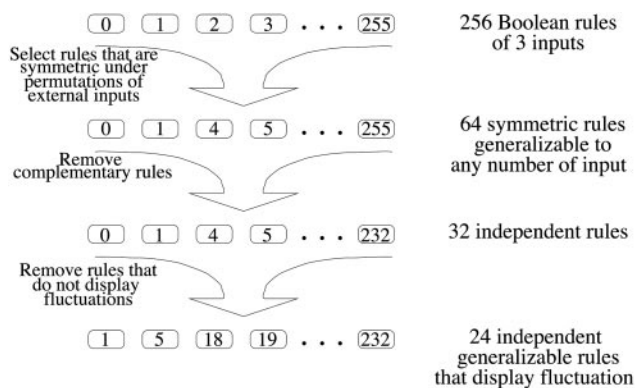 0 1 2 3 . . . 255
256 Boolean rules
of 3 inputs
Select rules that are
symmetric under
permutations of
external inputs
0 1 4 5 . . . 255
64 symmetric rules
generalizable to
any number of input
Remove
complementary rules
0 1 4 5 . . . 232
32 independent rules
Remove rules that
do not display
fluctuations
1 5 18 19 . . . 232
24 independent
generalizable rules
that display fluctuation